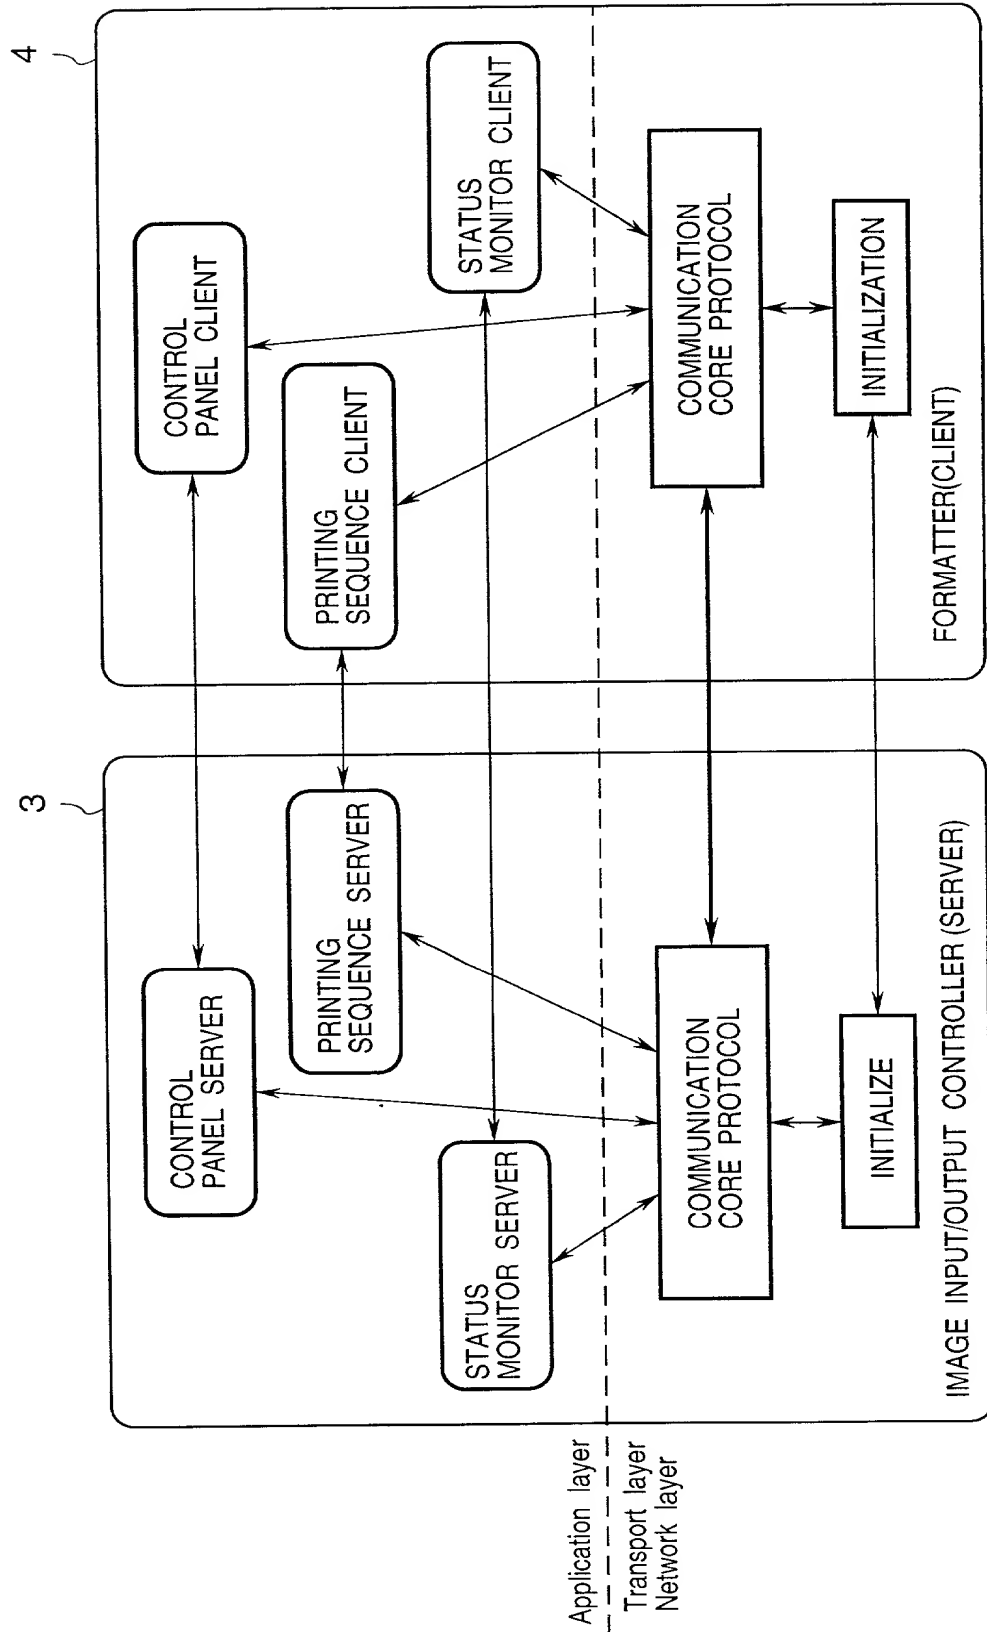 3
4
CONTROL
PANEL SERVER
CONTROL
PANEL CLIENT
PRINTING
SEQUENCE SERVER
PRINTING
SEQUENCE CLIENT
STATUS
MONITOR SERVER
STATUS
MONITOR CLIENT
Application layer
Transport layer
Network layer
COMMUNICATION
CORE PROTOCOL
COMMUNICATION
CORE PROTOCOL
INITIALIZE
INITIALIZATION
IMAGE INPUT/OUTPUT CONTROLLER(SERVER)
FORMATTER(CLIENT)